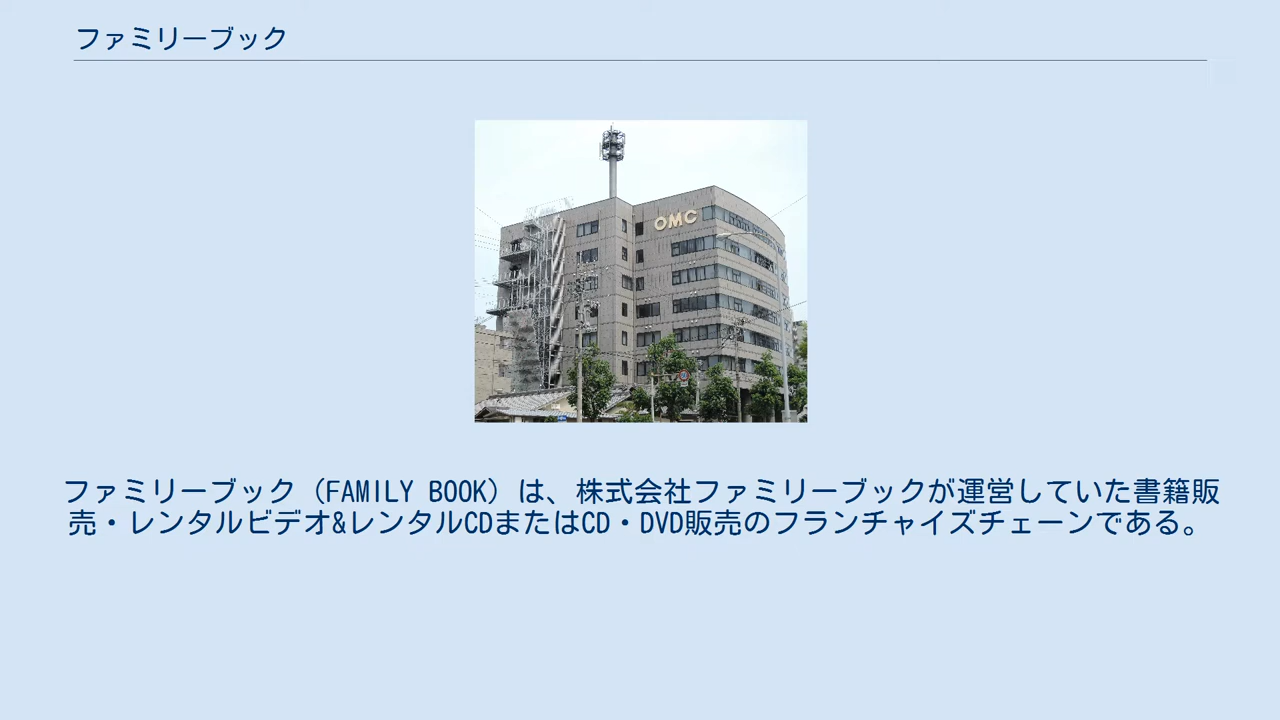 ファミリーブック
OMC
ファミリーブック（FAMILY BOOK）は、株式会社ファミリーブックが運営していた書籍販
売・レンタルビデオ&レンタルCDまたはCD・DVD販売のフランチャイズチェーンである。